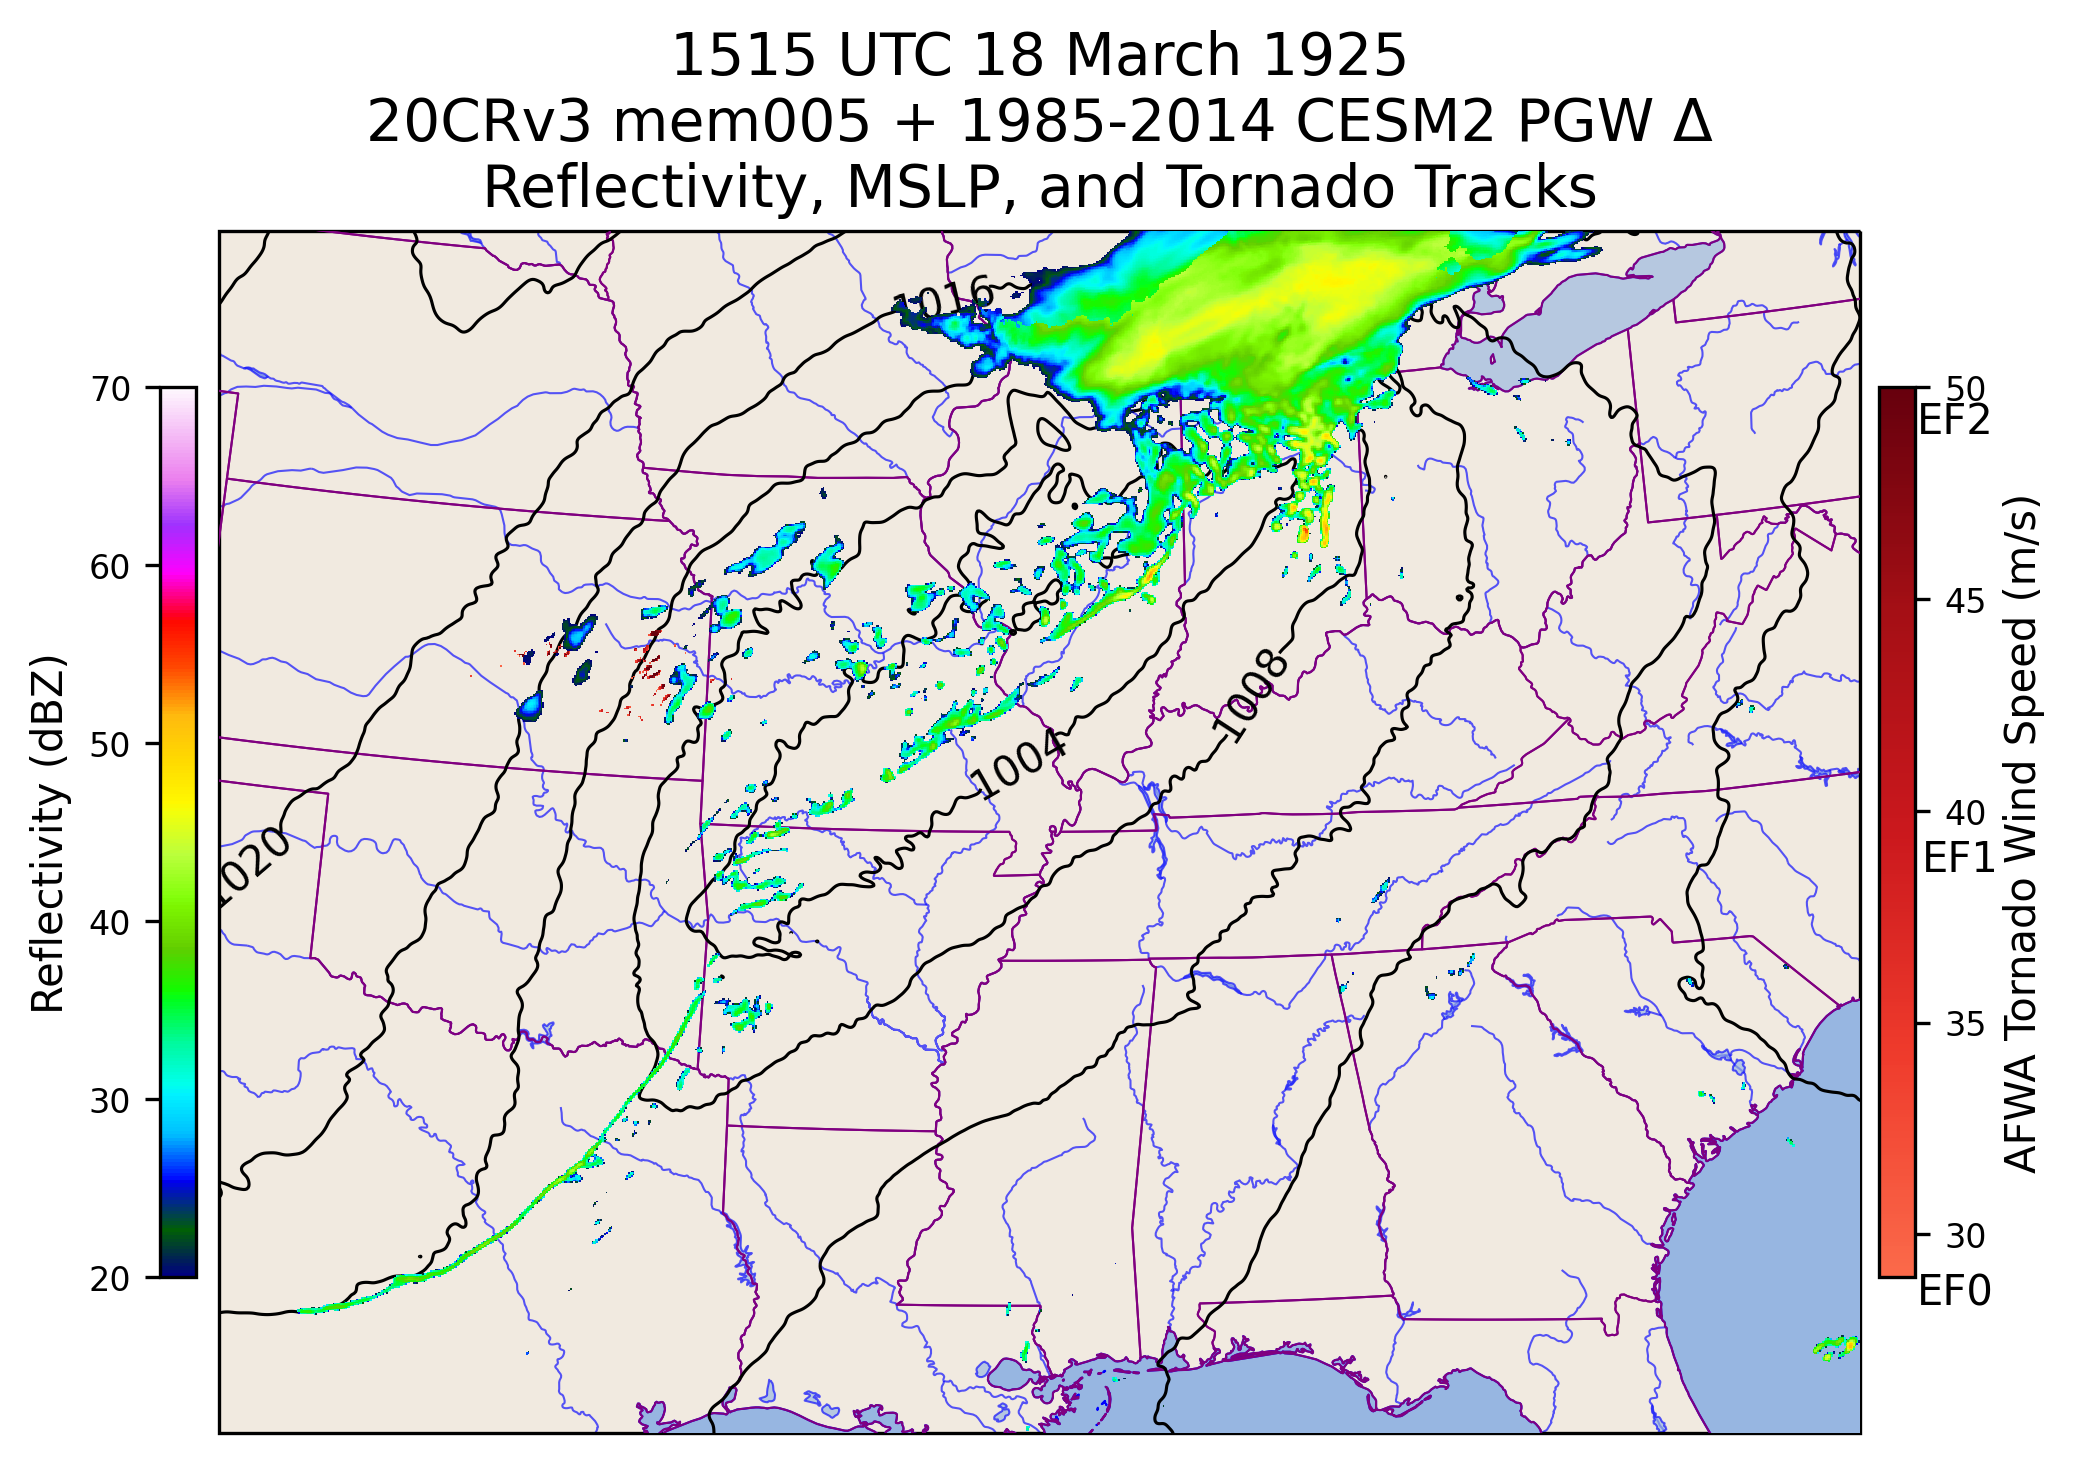 1515 UTC 18 March 1925
20CRv3 mem005 + 1985-2014 CESM2 PGW Δ
Reflectivity, MSLP, and Tornado Tracks
70
60
50
40
30
20
Reflectivity (dBZ)
1016
1008
1004
1020
50
EF2
45
40
EF1
35
30
EF0
AFWA Tornado Wind Speed (m/s)